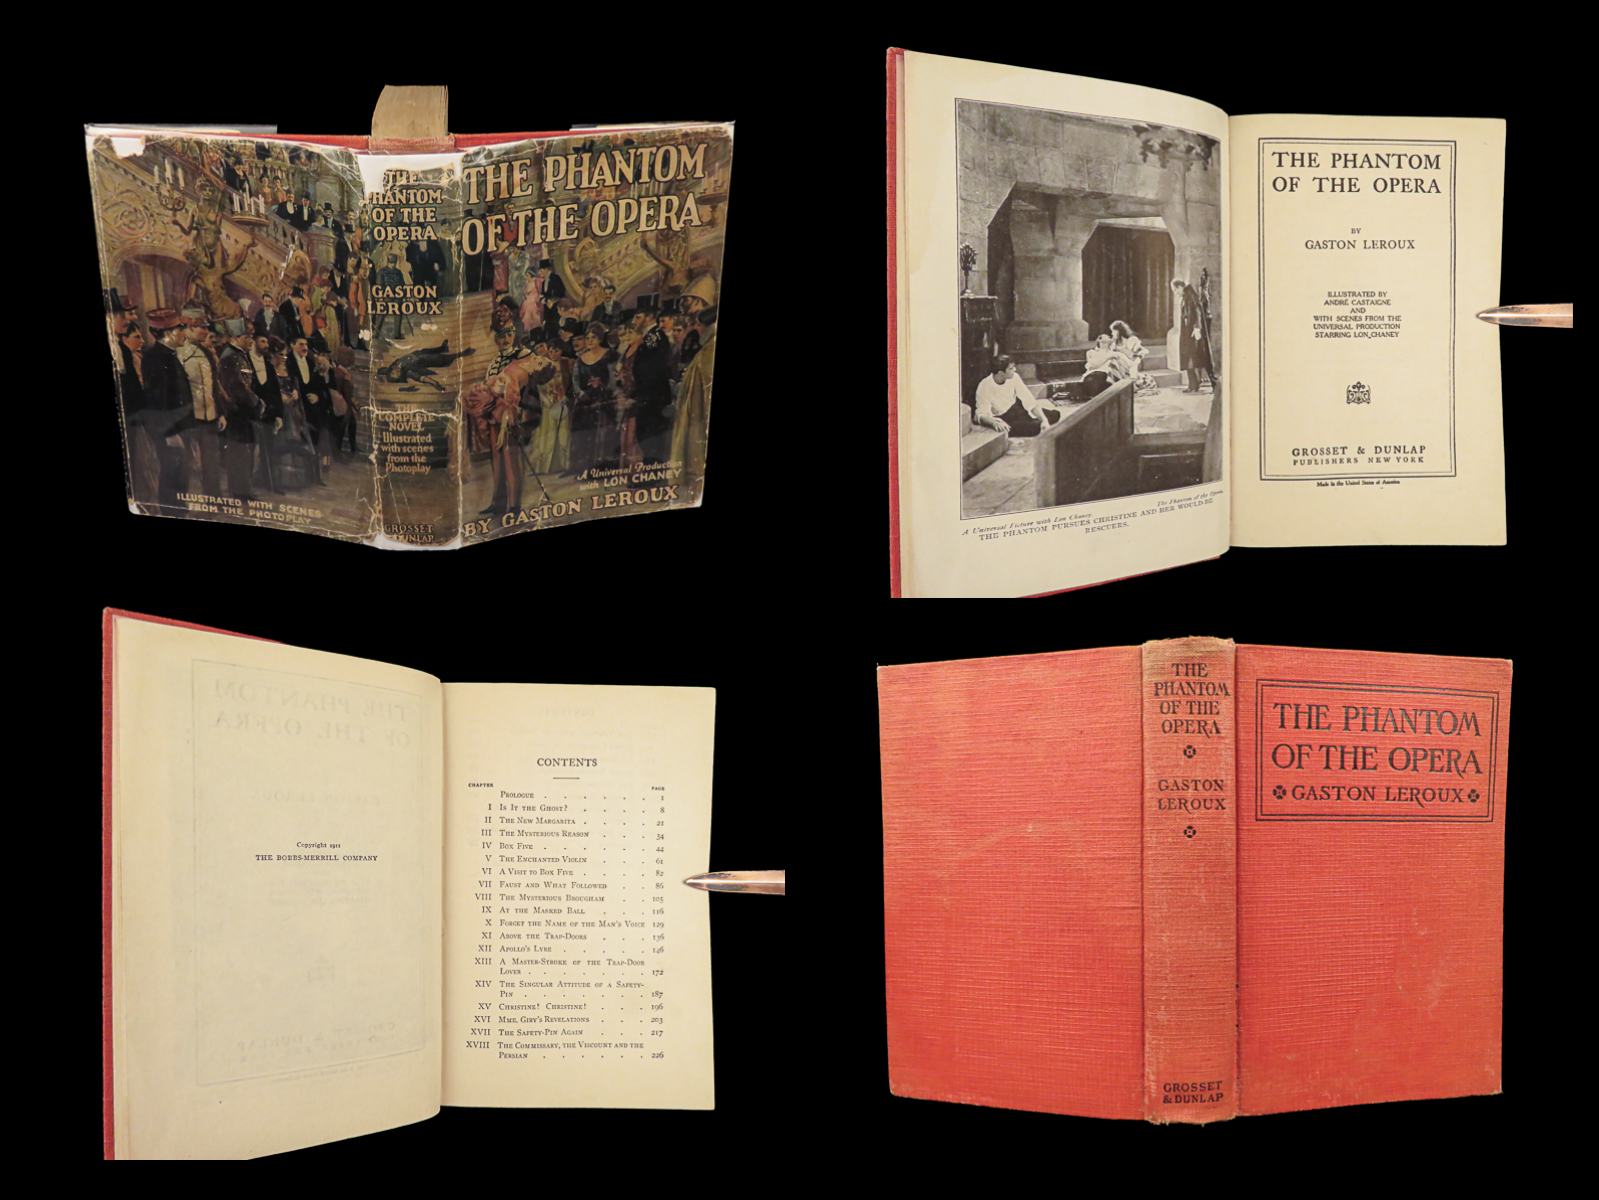 ILLUSTRATED WITH SCENES
FROM THE PHOTOPLAY
THE
PHANTOM
OF THE
OPERA
GASTON
LEROUX
THE
COMPLETE
NOVEL
Illustrated
with scenes
from the
Photoplay
GROSSET
& DUNLAP
THE PHANTOM
OF THE OPERA
A Universal Production
with LON CHANEY
BY GASTON LEROUX
The Phantom of the Opera.
A Universal Picture with Lon Chaney.
THE PHANTOM PURSUES CHRISTINE AND HER WOULD-BE
RESCUERS.
THE PHANTOM
OF THE OPERA
BY
GASTON LEROUX
ILLUSTRATED BY
ANDRÉ CASTAIGNE
AND
WITH SCENES FROM THE
UNIVERSAL PRODUCTION
STARRING LON CHANEY
GROSSET & DUNLAP
PUBLISHERS NEW YORK
Made in the United States of America
Copyright 1911
THE BOBBS-MERRILL COMPANY
CONTENTS
CHAPTER PAGE
PROLOGUE . . . . . . 1
I IS IT THE GHOST? . . . . 8
II THE NEW MARGARITA . . . . 21
III THE MYSTERIOUS REASON . . . 34
IV BOX FIVE . . . . . . 44
V THE ENCHANTED VIOLIN . . . 61
VI A VISIT TO BOX FIVE . . . . 82
VII FAUST AND WHAT FOLLOWED . . 86
VIII THE MYSTERIOUS BROUGHAM . . 105
IX AT THE MASKED BALL . . . 116
X FORGET THE NAME OF THE MAN'S VOICE 129
XI ABOVE THE TRAP-DOORS . . . 136
XII APOLLO'S LYRE . . . . . 146
XIII A MASTER-STROKE OF THE TRAP-DOOR
LOVER . . . . . . . 172
XIV THE SINGULAR ATTITUDE OF A SAFETY-
PIN . . . . . . . 187
XV CHRISTINE! CHRISTINE! . . . 196
XVI MME. GIRY'S REVELATIONS . . . 203
XVII THE SAFETY-PIN AGAIN . . . 217
XVIII THE COMMISSARY, THE VISCOUNT AND THE
PERSIAN . . . . . . 226
THE
PHANTOM
OF THE
OPERA
GASTON
LEROUX
GROSSET
& DUNLAP
THE PHANTOM
OF THE OPERA
GASTON LEROUX